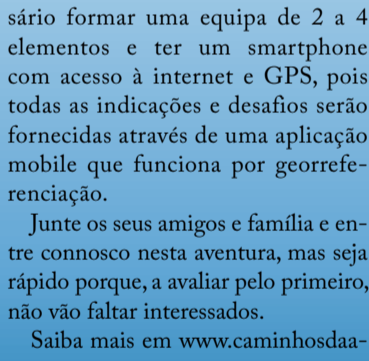 sário formar uma equipa de 2 a 4
elementos e ter um smartphone
com acesso à internet e GPS, pois
todas as indicações e desafios serão
fornecidas através de uma aplicação
mobile que funciona por georrefe-
renciação.
Junte os seus amigos e família e en-
tre connosco nesta aventura, mas seja
rápido porque, a avaliar pelo primeiro,
não vão faltar interessados.
Saiba mais em www.caminhosdaa-